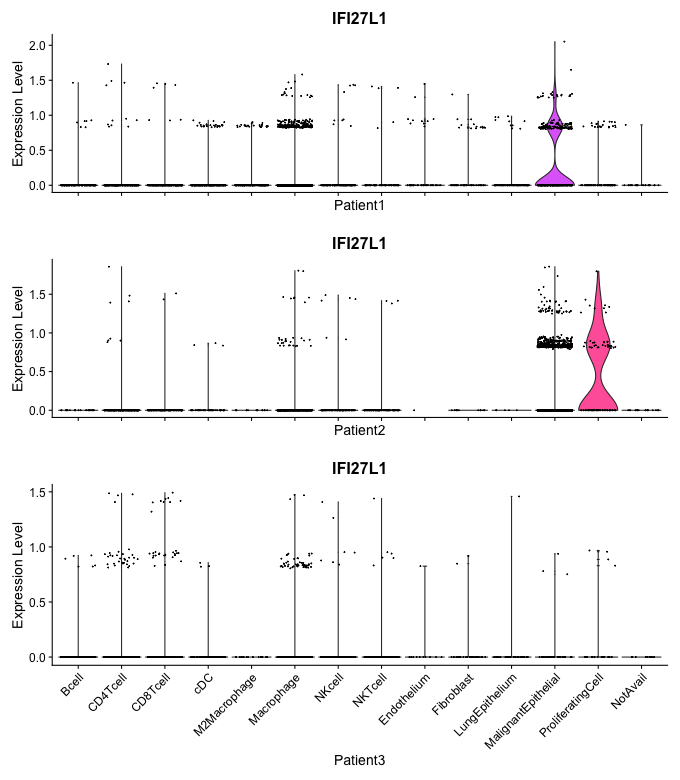 IFI27L1
2.0
1.5
1.0
0.5
0.0
Expression Level
Patient1
IFI27L1
1.5
1.0
0.5
0.0
Expression Level
Patient2
IFI27L1
1.5
1.0
0.5
0.0
Expression Level
Bcell
CD4Tcell
CD8Tcell
cDC
M2Macrophage
Macrophage
NKcell
NKTcell
Endothelium
Fibroblast
LungEpithelium
MalignantEpithelial
ProliferatingCell
NotAvail
Patient3